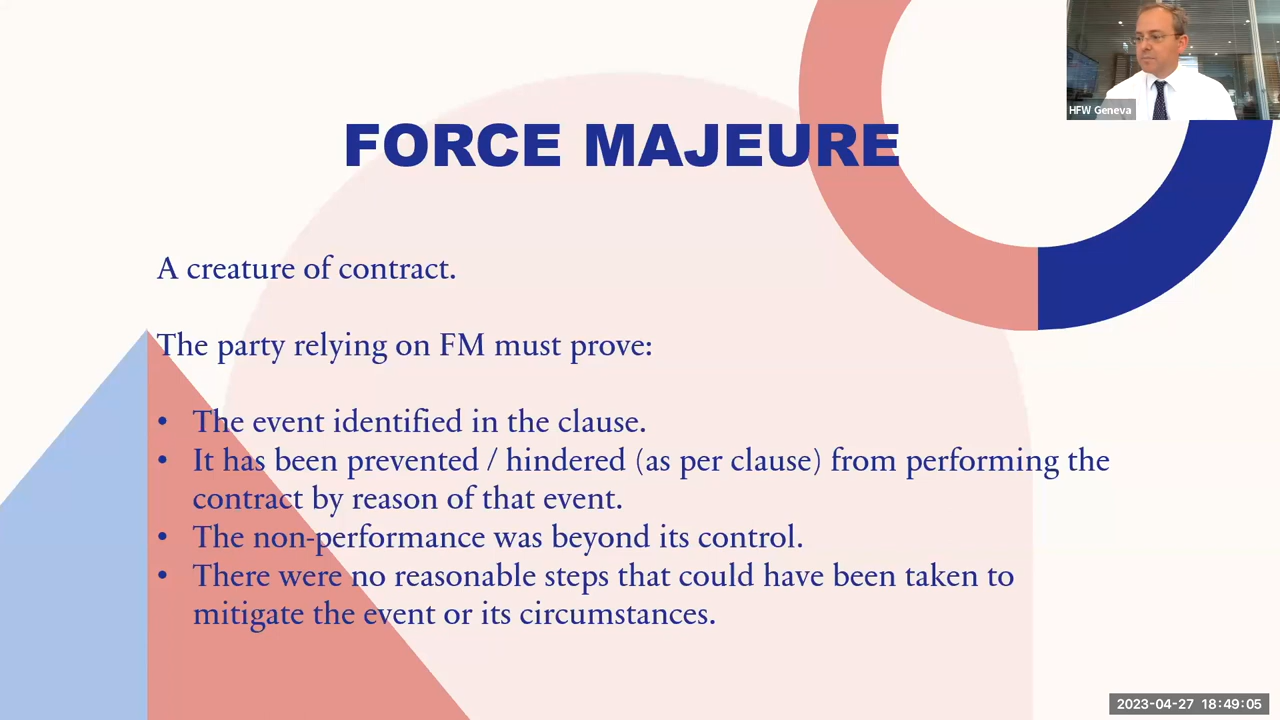 HFW Geneva
FORCE MAJEURE
A creature of contract.
The party relying on FM must prove:
• The event identified in the clause.
• It has been prevented / hindered (as per clause) from performing the
contract by reason of that event.
• The non-performance was beyond its control.
• There were no reasonable steps that could have been taken to
mitigate the event or its circumstances.
2023-04-27 18:49:05